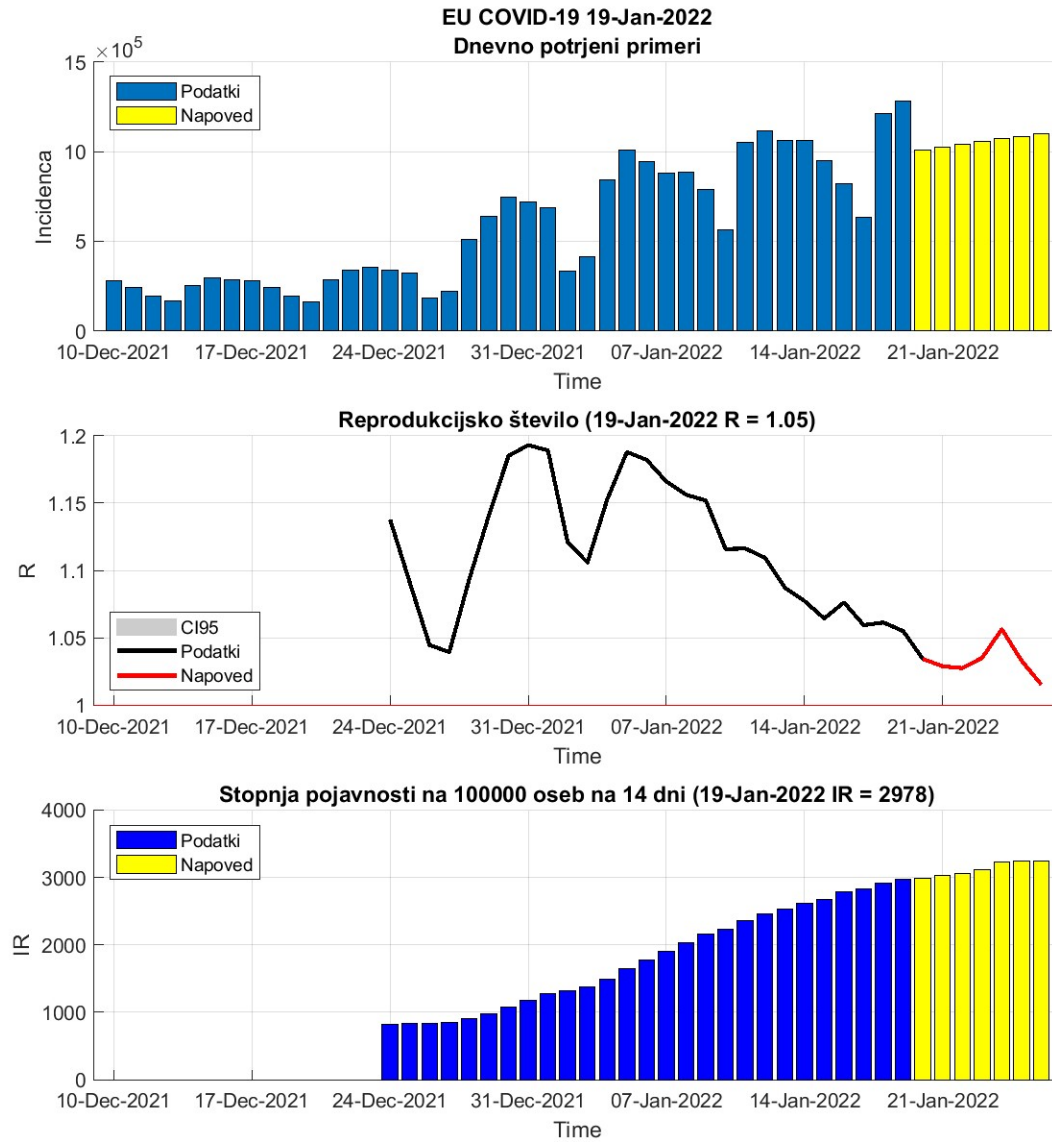 EU COVID-19 19-Jan-2022
Dnevno potrjeni primeri
×10⁵
15
10
5
0
Incidenca
Podatki
Napoved
10-Dec-2021 17-Dec-2021 24-Dec-2021 31-Dec-2021 07-Jan-2022 14-Jan-2022 21-Jan-2022
Time
Reprodukcijsko število (19-Jan-2022 R = 1.05)
1.2
1.15
1.1
1.05
1
R
CI95
Podatki
Napoved
10-Dec-2021 17-Dec-2021 24-Dec-2021 31-Dec-2021 07-Jan-2022 14-Jan-2022 21-Jan-2022
Time
Stopnja pojavnosti na 100000 oseb na 14 dni (19-Jan-2022 IR = 2978)
4000
3000
2000
1000
0
IR
Podatki
Napoved
10-Dec-2021 17-Dec-2021 24-Dec-2021 31-Dec-2021 07-Jan-2022 14-Jan-2022 21-Jan-2022
Time